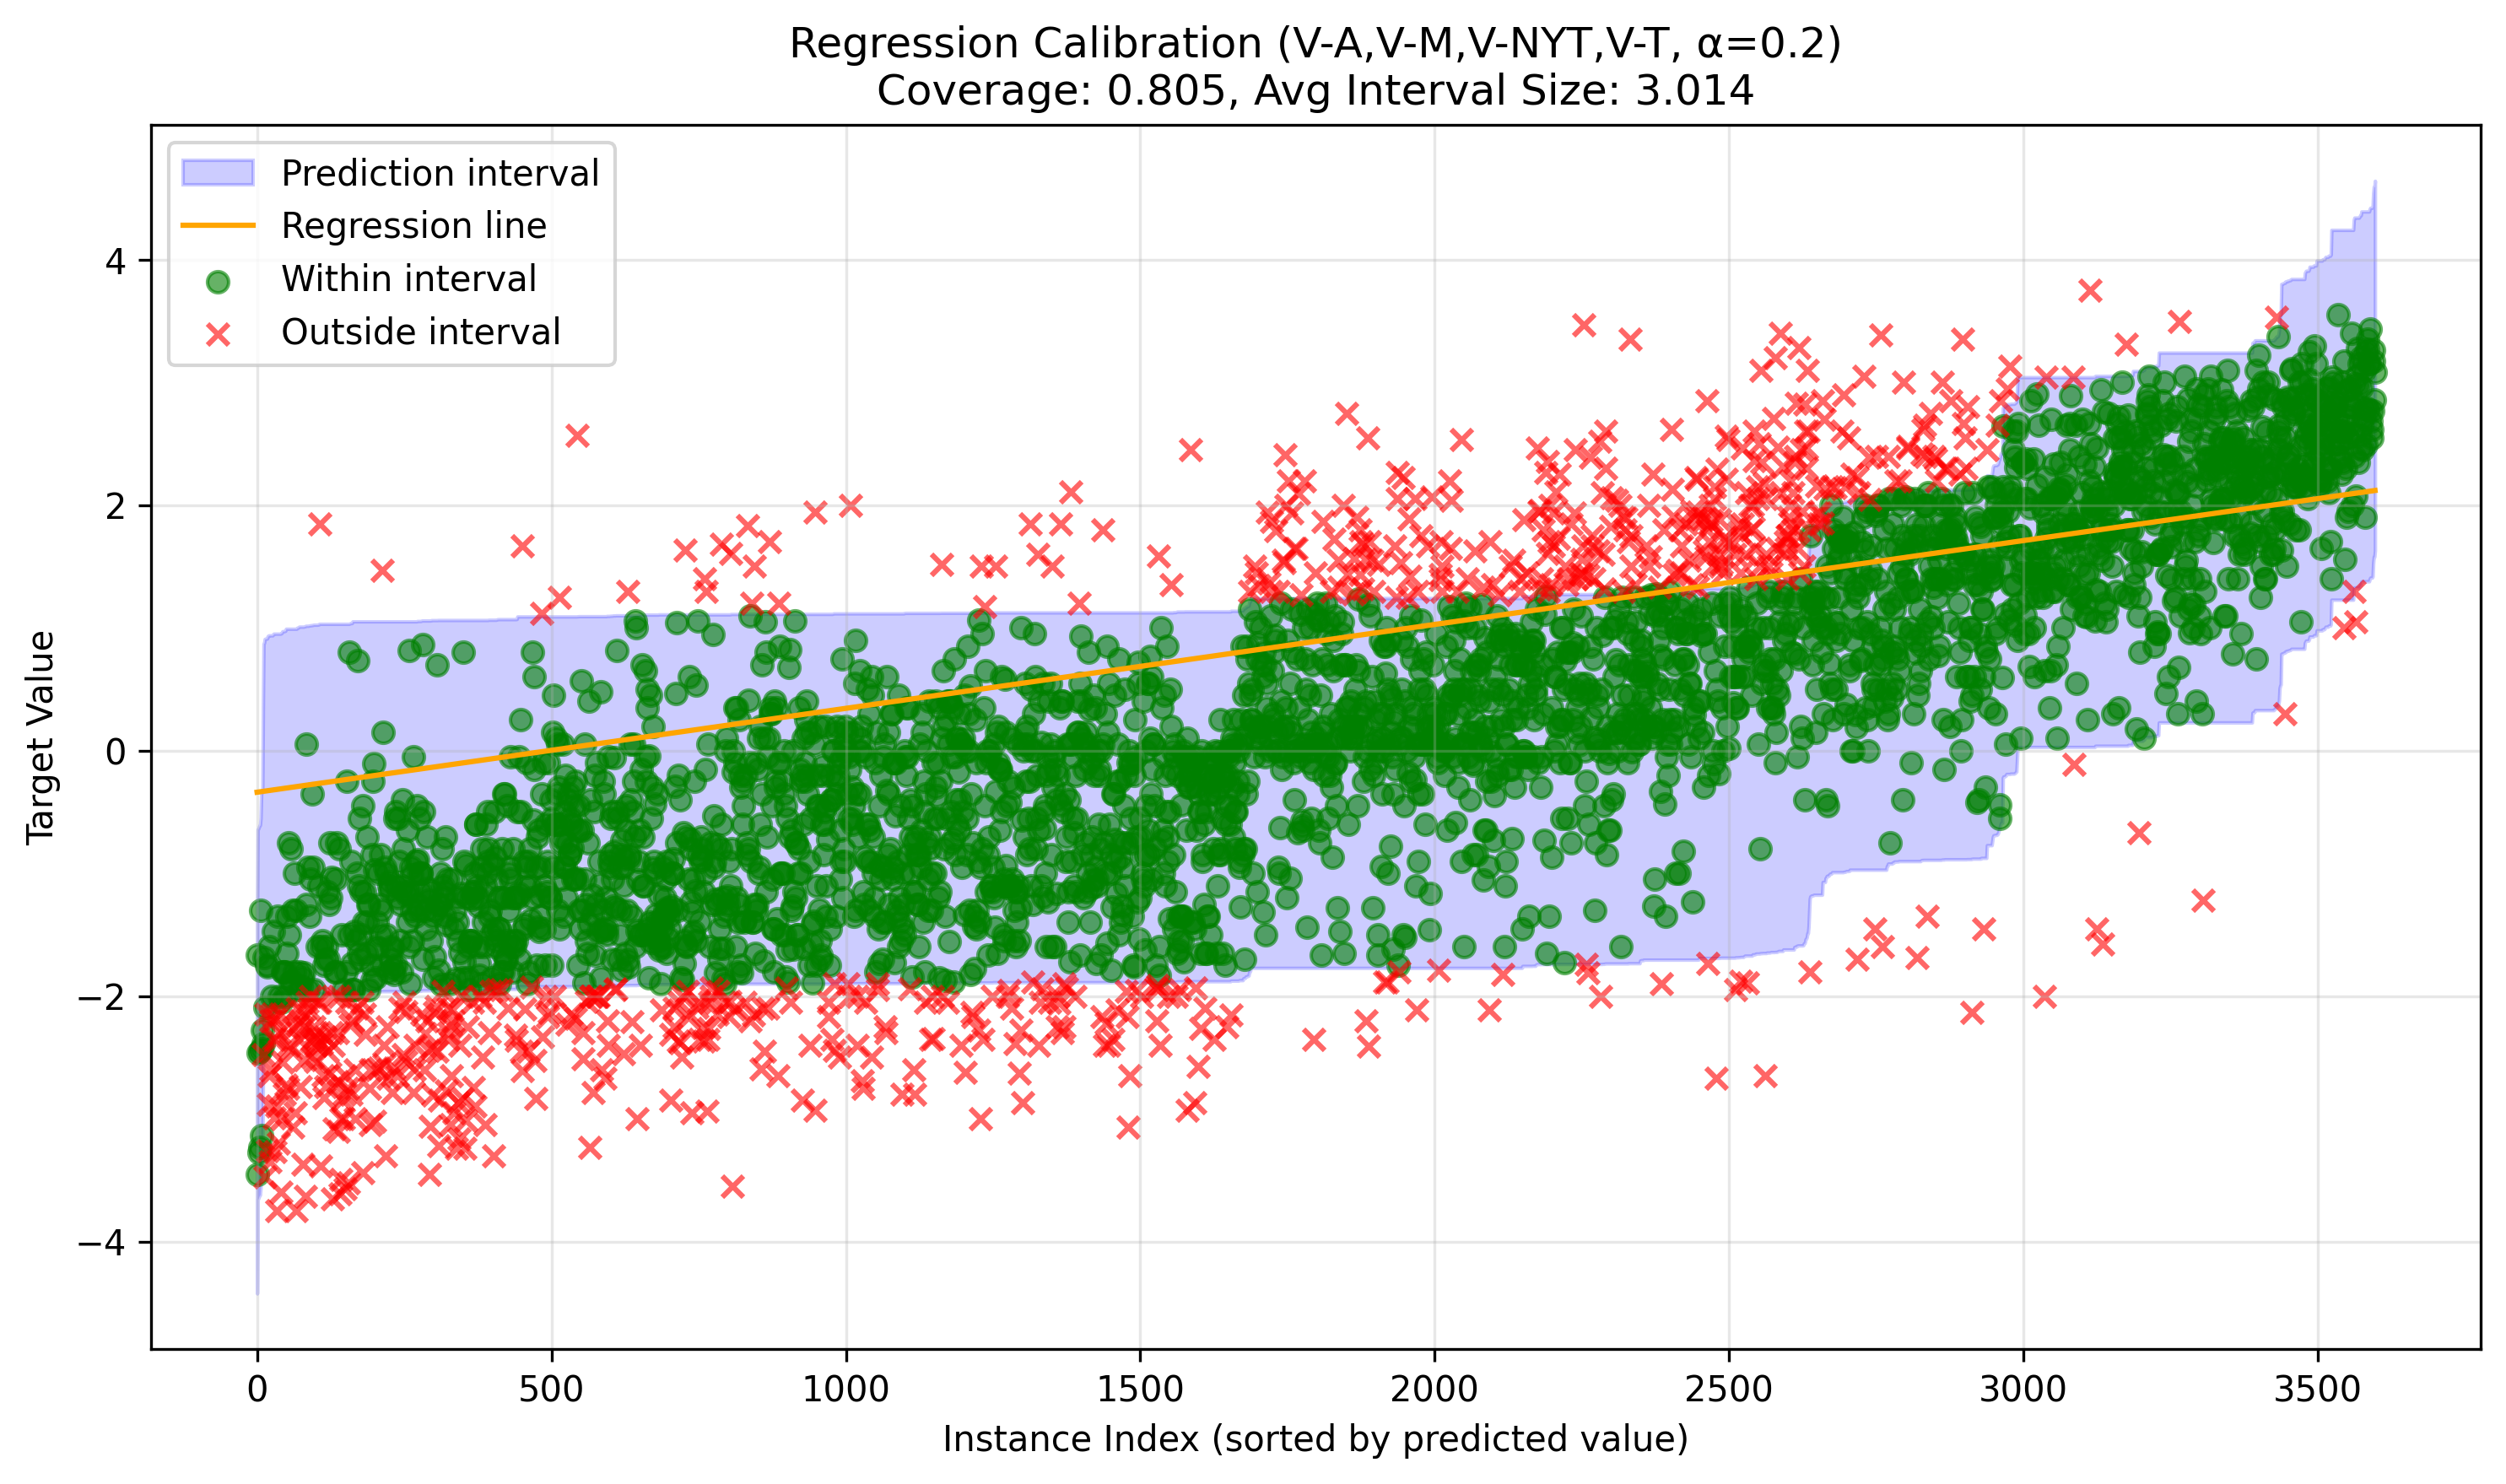 Regression Calibration (V-A,V-M,V-NYT,V-T, α=0.2)
Coverage: 0.805, Avg Interval Size: 3.014
Prediction interval
Regression line
Within interval
Outside interval
4
2
0
−2
−4
Target Value
0
500
1000
1500
2000
2500
3000
3500
Instance Index (sorted by predicted value)